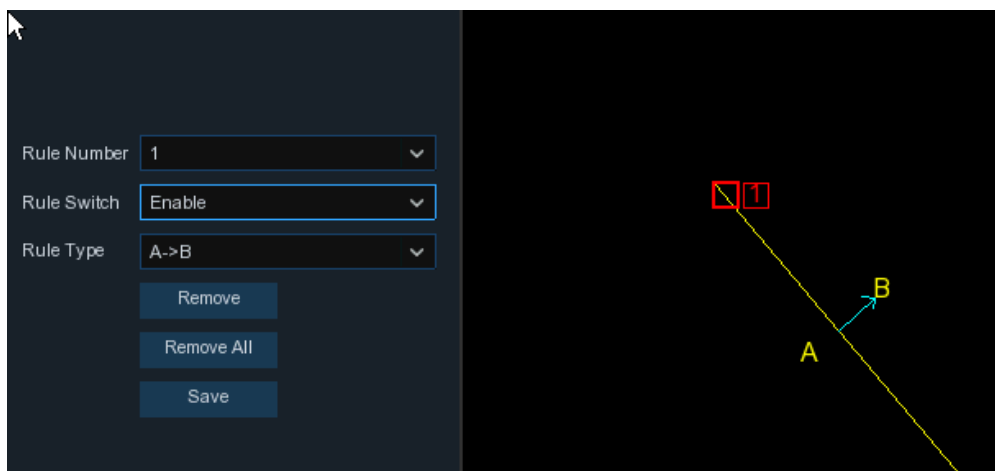 Rule Number 1
Rule Switch Enable
Rule Type A->B
Remove
Remove All
Save
1
B
A